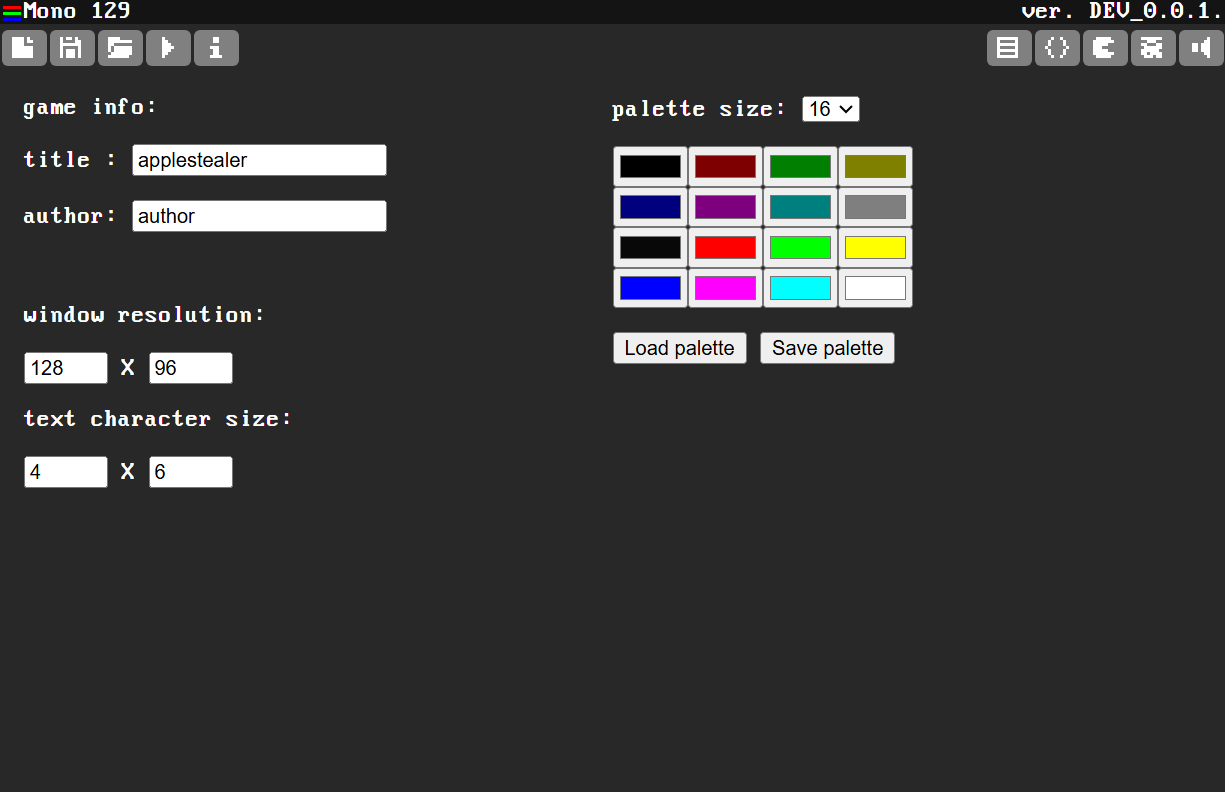 Mono 129
ver. DEV_0.0.1.
game info:
title : applestealer
author: author
window resolution:
128 X 96
text character size:
4 X 6
palette size: 16
Load palette Save palette